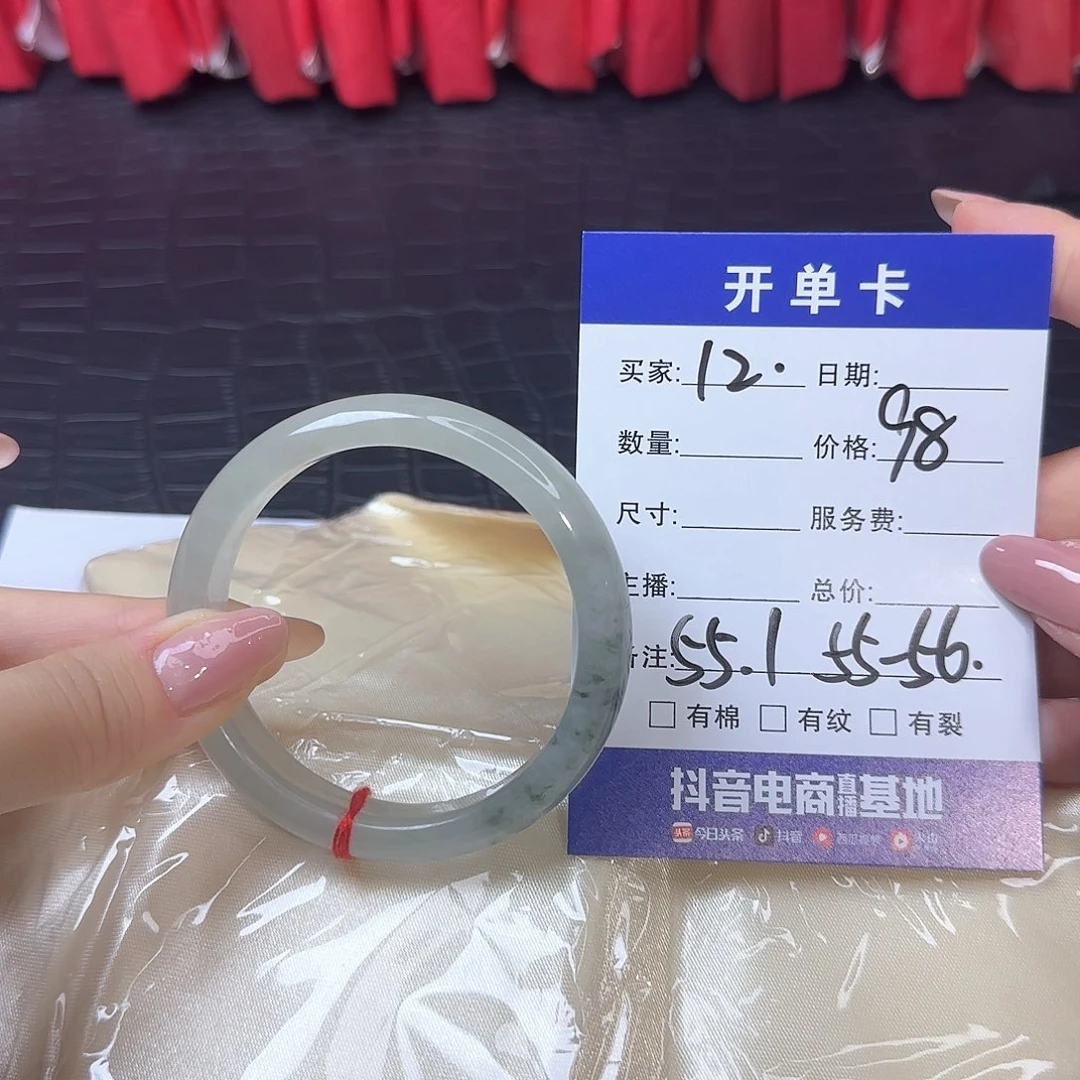 开单卡
买家: 12. 日期:
数量: 价格: 98
尺寸: 服务费:
主播: 总价:
备注: 55.1 55-56.
□ 有棉 □ 有纹 □ 有裂
抖音电商直播基地
今日头条 抖音